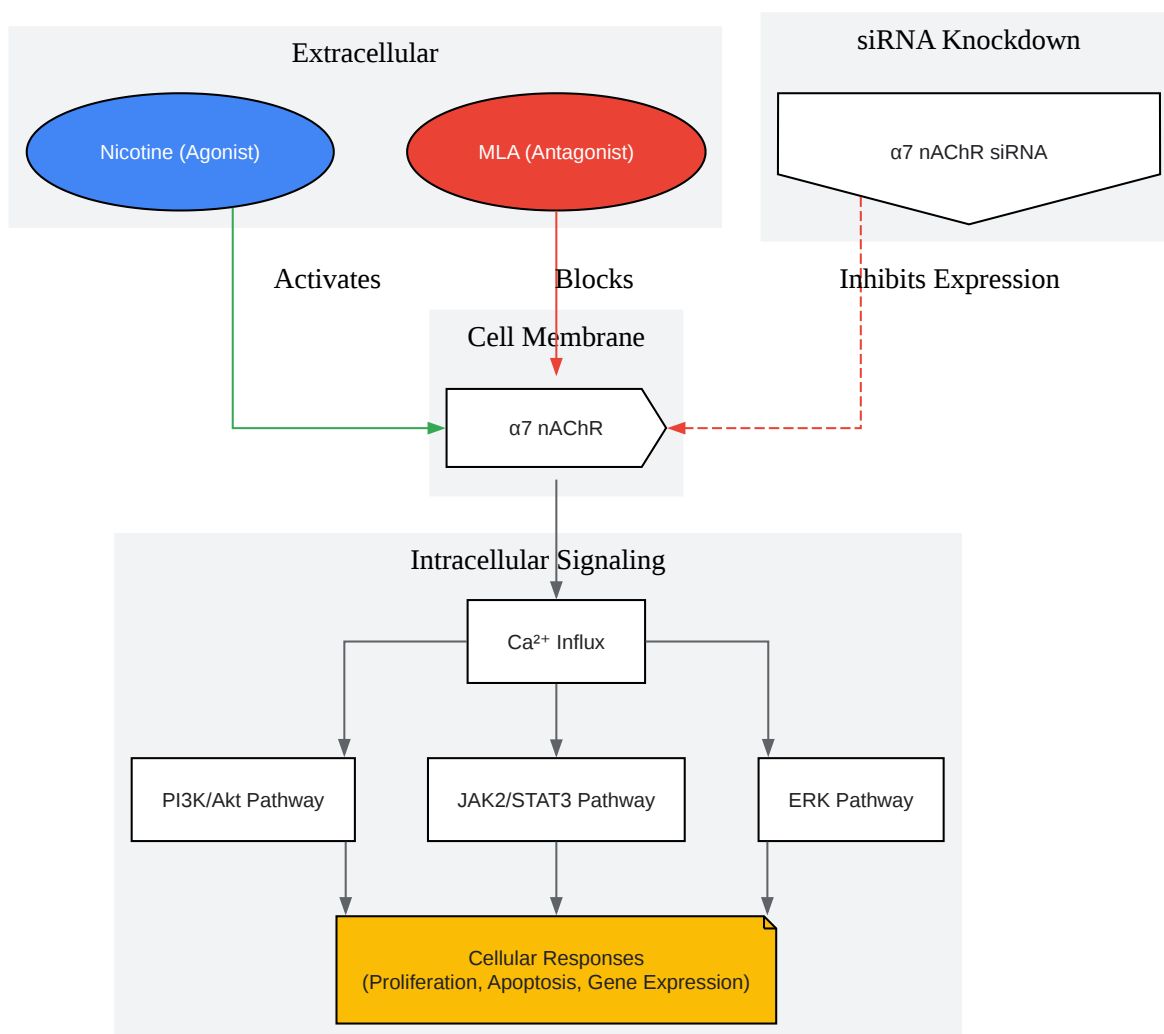 Extracellular
siRNA Knockdown
Nicotine (Agonist)
MLA (Antagonist)
α7 nAChR siRNA
Activates
Blocks
Inhibits Expression
Cell Membrane
α7 nAChR
Intracellular Signaling
Ca²⁺ Influx
PI3K/Akt Pathway
JAK2/STAT3 Pathway
ERK Pathway
Cellular Responses
(Proliferation, Apoptosis, Gene Expression)